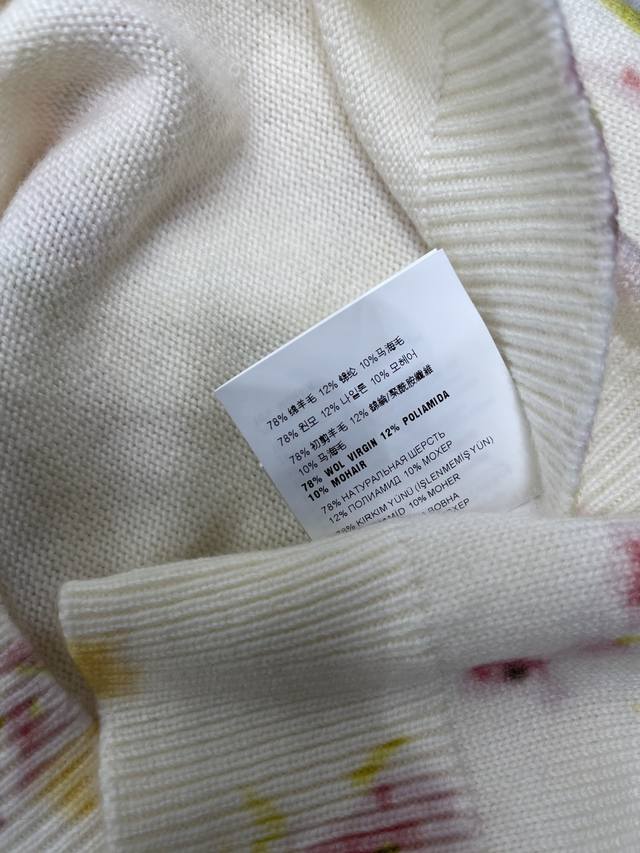 78% 绵羊毛 12% 锦纶 10%马海毛
78% 원모 12% 나일론 10% 모헤어
78% 初剪羊毛 12% 錦綸/聚酰胺纖維
10% 马海毛
78% WOL VIRGIN 12% POLIAMIDA
10% MOHAIR
78% НАТУРАЛЬНАЯ ШЕРСТЬ
12% ПОЛИАМИД 10% МОХЕР
78% KIRKIM YÜNÜ (İŞLENMEMİŞ YÜN)
10% MOHER